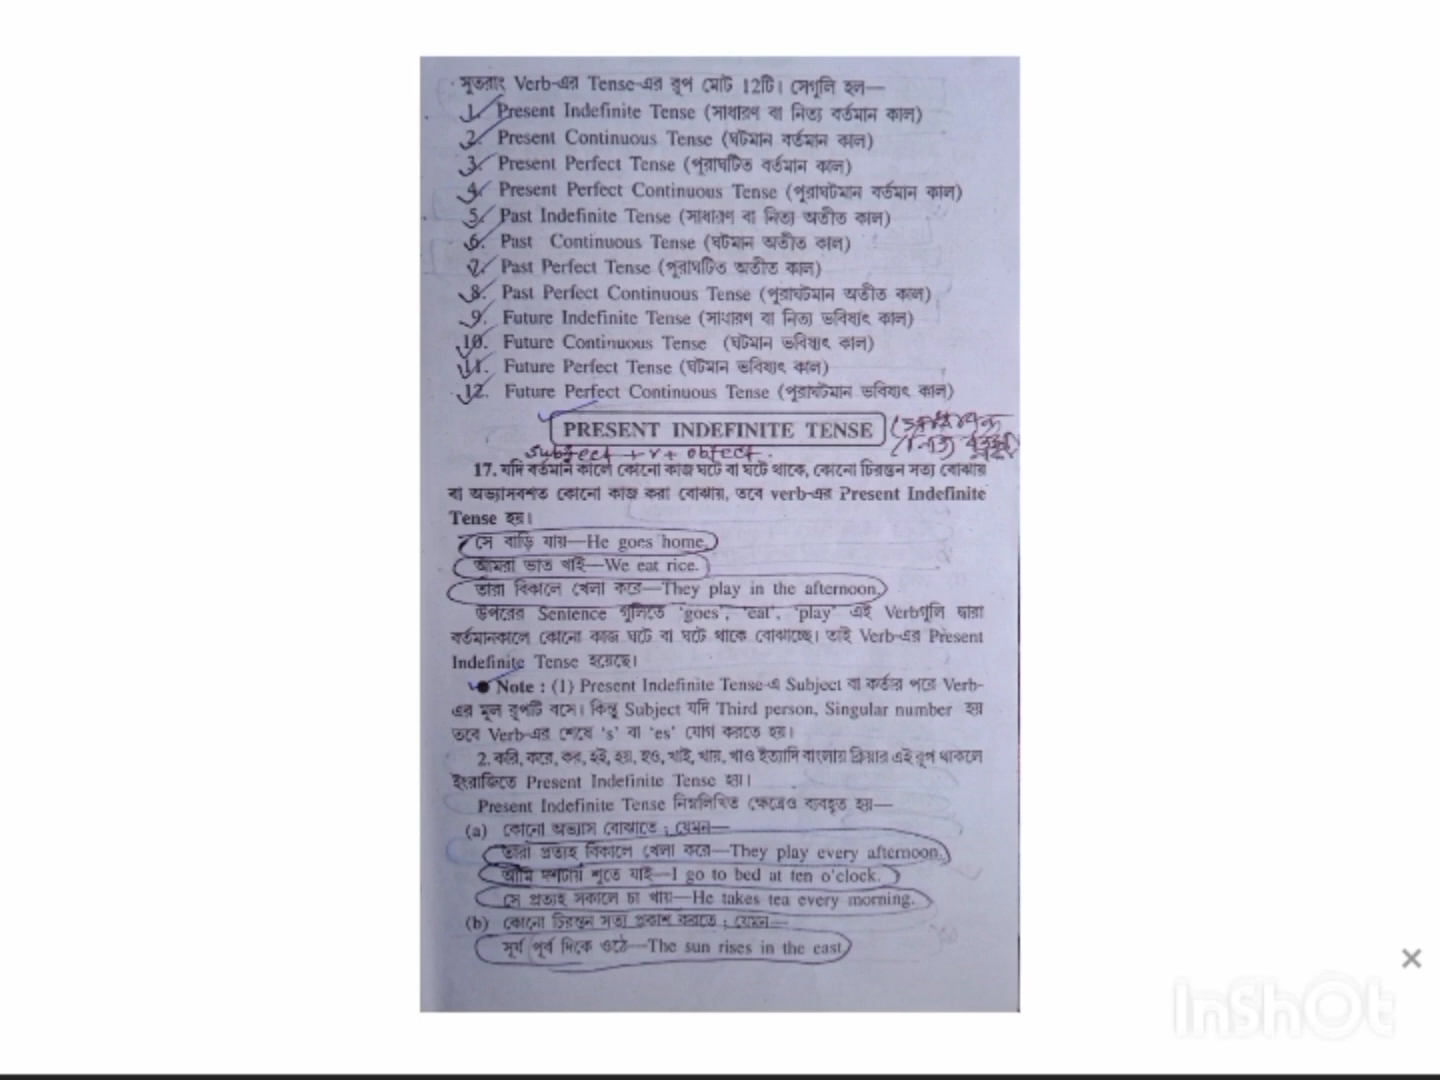 সুতরাং Verb-এর Tense-এর রূপ মোট 12টি। সেগুলি হল—
1. Present Indefinite Tense (সাধারণ বা নিত্য বর্তমান কাল)
2. Present Continuous Tense (ঘটমান বর্তমান কাল)
3. Present Perfect Tense (পুরাঘটিত বর্তমান কাল)
4. Present Perfect Continuous Tense (পুরাঘটমান বর্তমান কাল)
5. Past Indefinite Tense (সাধারণ বা নিত্য অতীত কাল)
6. Past Continuous Tense (ঘটমান অতীত কাল)
7. Past Perfect Tense (পুরাঘটিত অতীত কাল)
8. Past Perfect Continuous Tense (পুরাঘটমান অতীত কাল)
9. Future Indefinite Tense (সাধারণ বা নিত্য ভবিষ্যৎ কাল)
10. Future Continuous Tense (ঘটমান ভবিষ্যৎ কাল)
11. Future Perfect Tense (ঘটমান ভবিষ্যৎ কাল)
12. Future Perfect Continuous Tense (পুরাঘটমান ভবিষ্যৎ কাল)
PRESENT INDEFINITE TENSE
Subject + v + object.
17. যদি বর্তমান কালে কোনো কাজ ঘটে বা ঘটে থাকে, কোনো চিরন্তন সত্য বোঝায়
বা অভ্যাসবশত কোনো কাজ করা বোঝায়, তবে verb-এর Present Indefinite
Tense হয়।
সে বাড়ি যায়—He goes home.
আমরা ভাত খাই—We eat rice.
তারা বিকালে খেলা করে—They play in the afternoon.
উপরের Sentence গুলিতে 'goes', 'eat', 'play' এই Verbগুলি দ্বারা
বর্তমানকালে কোনো কাজ ঘটে বা ঘটে থাকে বোঝাচ্ছে। তাই Verb-এর Present
Indefinite Tense হয়েছে।
● Note : (1) Present Indefinite Tense-এ Subject বা কর্তার পরে Verb-
এর মূল রূপটি বসে। কিন্তু Subject যদি Third person, Singular number হয়
তবে Verb-এর শেষে 's' বা 'es' যোগ করতে হয়।
2. করি, করে, কর, হই, হয়, হও, খাই, খায়, খাও ইত্যাদি বাংলায় ক্রিয়ার এই রূপ থাকলে
ইংরাজিতে Present Indefinite Tense হয়।
Present Indefinite Tense নিম্নলিখিত ক্ষেত্রেও ব্যবহৃত হয়—
(a) কোনো অভ্যাস বোঝাতে ; যেমন—
তারা প্রত্যহ বিকালে খেলা করে—They play every afternoon.
আমি দশটায় শুতে যাই—I go to bed at ten o'clock.
সে প্রত্যহ সকালে চা খায়—He takes tea every morning.
(b) কোনো চিরন্তন সত্য প্রকাশ করতে ; যেমন—
সূর্য পূর্ব দিকে ওঠে—The sun rises in the east
InShOt